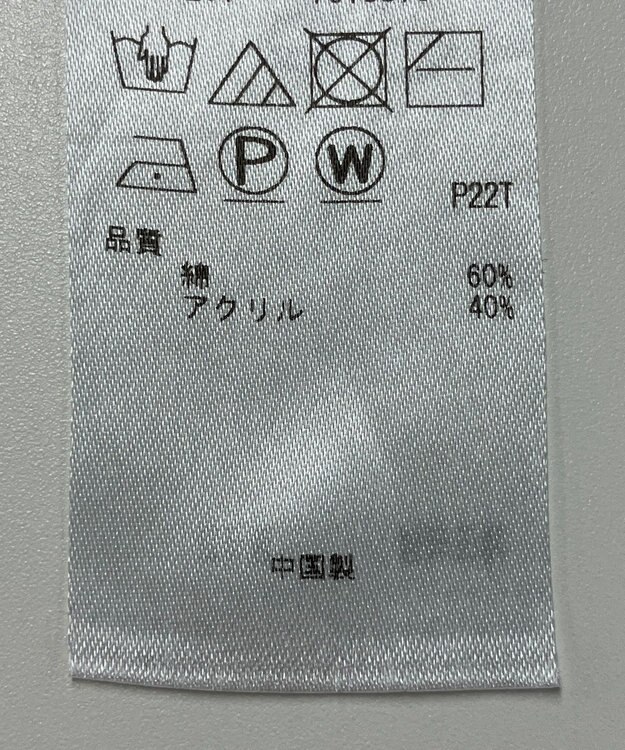 P W
P22T
品質
綿 60%
アクリル 40%
中国製